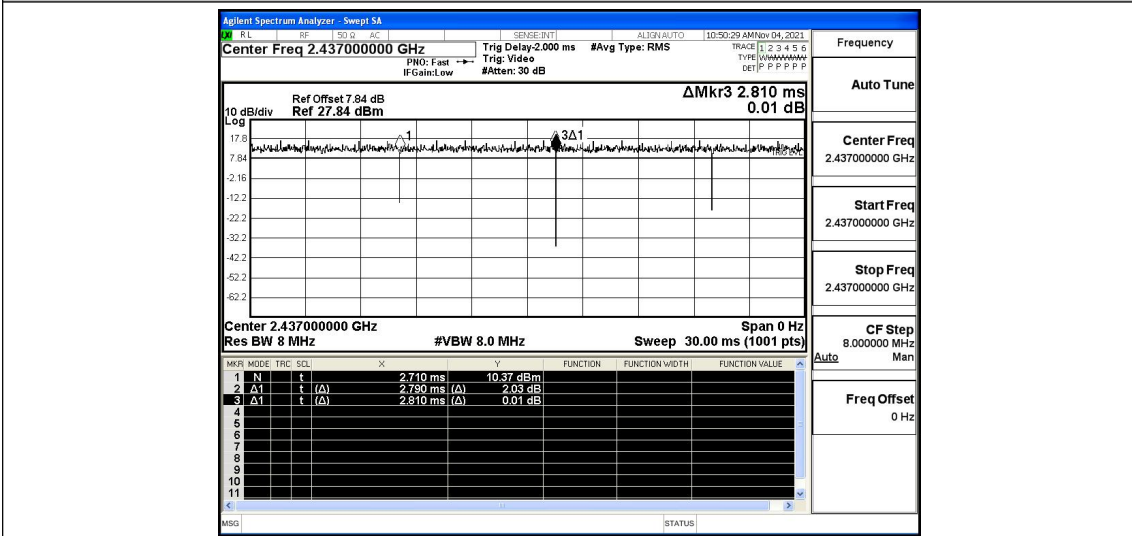 Agilent Spectrum Analyzer - Swept SA
RL RF 50 Ω AC SENSE:INT ALIGN AUTO 10:50:29 AM Nov 04, 2021
Center Freq 2.437000000 GHz Trig Delay-2.000 ms #Avg Type: RMS TRACE 1 2 3 4 5 6
PNO: Fast Trig: Video TYPE
IFGain:Low #Atten: 30 dB DET P P P P P P
ΔMkr3 2.810 ms
0.01 dB
Ref Offset 7.84 dB
10 dB/div Ref 27.84 dBm
Log
1 3Δ1
17.8
7.84
TRIG LVL
-2.16
-12.2
-22.2
-32.2
-42.2
-52.2
-62.2
Center 2.437000000 GHz Span 0 Hz
Res BW 8 MHz #VBW 8.0 MHz Sweep 30.00 ms (1001 pts)
MKR MODE TRC SCL X Y FUNCTION FUNCTION WIDTH FUNCTION VALUE
1 N t 2.710 ms 10.37 dBm
2 Δ1 t (Δ) 2.790 ms (Δ) 2.03 dB
3 Δ1 t (Δ) 2.810 ms (Δ) 0.01 dB
4
5
6
7
8
9
10
11
MSG STATUS
Frequency
Auto Tune
Center Freq
2.437000000 GHz
Start Freq
2.437000000 GHz
Stop Freq
2.437000000 GHz
CF Step
8.000000 MHz
Auto Man
Freq Offset
0 Hz